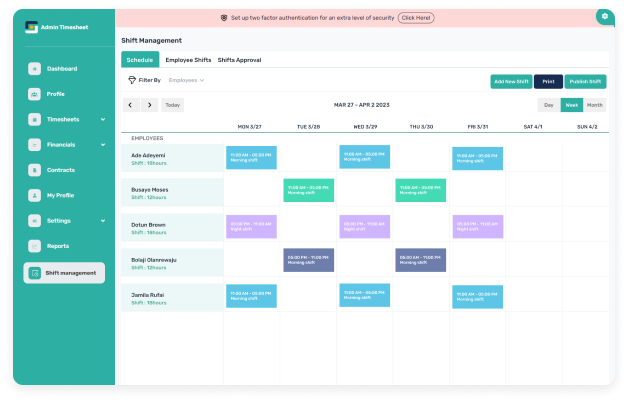 Admin Timesheet
Set up two factor authentication for an extra level of security
Click Here!
Shift Management
Schedule
Employee Shifts
Shifts Approval
Filter By
Employees
Add New Shift
Print
Publish Shift
Today
MAR 27 - APR 2 2023
Day
Week
Month
MON 3/27
TUE 3/28
WED 3/29
THU 3/30
FRI 3/31
SAT 4/1
SUN 4/2
EMPLOYEES
Ade Adeyemi
Shift : 18hours
11:00 AM - 05:00 PM
Morning shift
11:00 AM - 05:00 PM
Morning shift
11:00 AM - 05:00 PM
Morning shift
Busayo Moses
Shift : 12hours
11:00 AM - 05:00 PM
Morning shift
11:00 AM - 05:00 PM
Morning shift
Dotun Brown
Shift : 18hours
05:00 PM - 11:00 AM
Night shift
05:00 PM - 11:00 AM
Night shift
05:00 PM - 11:00 AM
Night shift
Bolaji Olanrewaju
Shift : 12hours
05:00 PM - 11:00 PM
Morning shift
05:00 PM - 11:00 PM
Morning shift
Jamila Rufai
Shift : 18hours
11:00 AM - 05:00 PM
Morning shift
11:00 AM - 05:00 PM
Morning shift
11:00 AM - 05:00 PM
Morning shift
Dashboard
Profile
Timesheets
Financials
Contracts
My Profile
Settings
Reports
Shift management